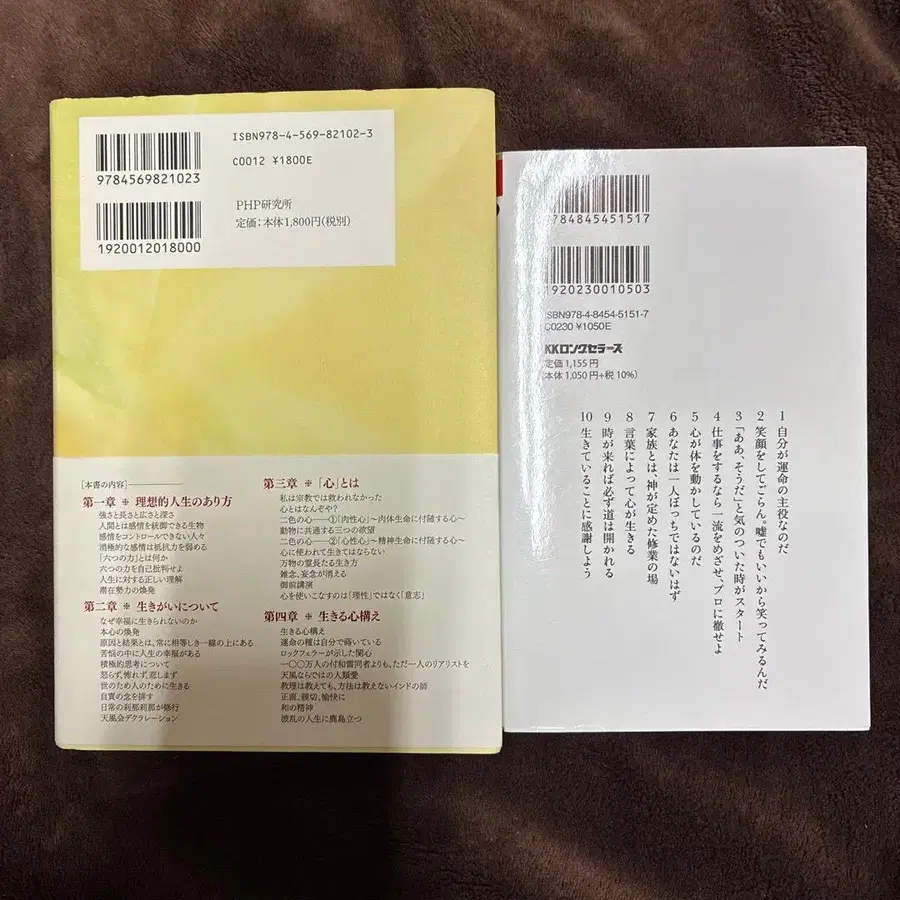 ISBN978-4-569-82102-3
C0012 ¥1800E
9784569821023
PHP研究所
定価:本体1,800円(税別)
1920012018000
[本書の内容]
第一章 ※ 理想的人生のあり方
強さと長さと広さと深さ
人間とは感情を統御できる生物
感情をコントロールできない人々
消極的な感情は抵抗力を弱める
「六つの力」とは何か
六つの力を自己批判せよ
人生に対する正しい理解
潜在勢力の煥発
第二章 ※ 生きがいについて
なぜ幸福に生きられないのか
本心の煥発
原因と結果とは、常に相等しき一線の上にある
苦悩の中に人生の幸福がある
積極的思考について
怒らず、怖れず、悲しまず
世のため人のために生きる
自責の念を排す
日常の刹那刹那が修行
天風会デクラレーション
第三章 ※ 「心」とは
私は宗教では救われなかった
心とはなんぞや?
二色の心――①「肉性心」~肉体生命に付随する心~
動物に共通する三つの欲望
二色の心――②「心性心」~精神生命に付随する心~
心に使われて生きてはならない
万物の霊長たる生き方
雑念、妄念が消える
御前講演
心を使いこなすのは「理性」ではなく「意志」
第四章 ※ 生きる心構え
生きる心構え
運命の種は自分で蒔いている
ロックフェラーが示した関心
一〇〇万人の付和雷同者よりも、ただ一人のリアリストを
天風ならではの人類愛
教理は教えても、方法は教えないインドの師
正直、親切、愉快に
和の精神
波乱の人生に鹿島立つ
784845451517
1920230010503
ISBN978-4-8454-5151-7
C0230 ¥1050E
KKロングセラーズ
定価 1,155 円
(本体 1,050 円+税 10%)
1 自分が運命の主役なのだ
2 笑顔をしてごらん。嘘でもいいから笑ってみるんだ
3 「ああ、そうだ」と気のついた時がスタート
4 仕事をするなら一流をめざせ、プロに徹せよ
5 心が体を動かしているのだ
6 あなたは一人ぼっちではないはず
7 家族とは、神が定めた修業の場
8 言葉によって心が生きる
9 時が来れば必ず道は開かれる
10 生きていることに感謝しよう